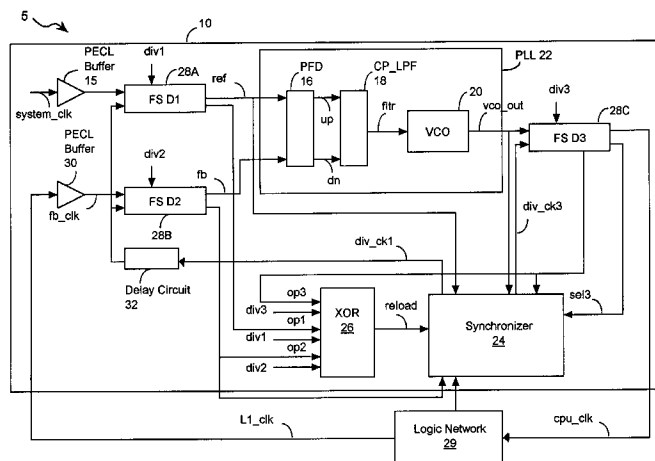 5
10
PECL
Buffer
15
system_clk
div1
28A
FS D1
ref
PFD
16
up
dn
CP_LPF
18
fltr
20
VCO
PLL 22
vco_out
div3
28C
FS D3
PECL
Buffer
30
fb_clk
div2
FS D2
28B
fb
div_ck3
Delay Circuit
32
div_ck1
op3
div3
op1
div1
op2
div2
XOR
26
reload
Synchronizer
24
sel3
L1_clk
Logic Network
29
cpu_clk